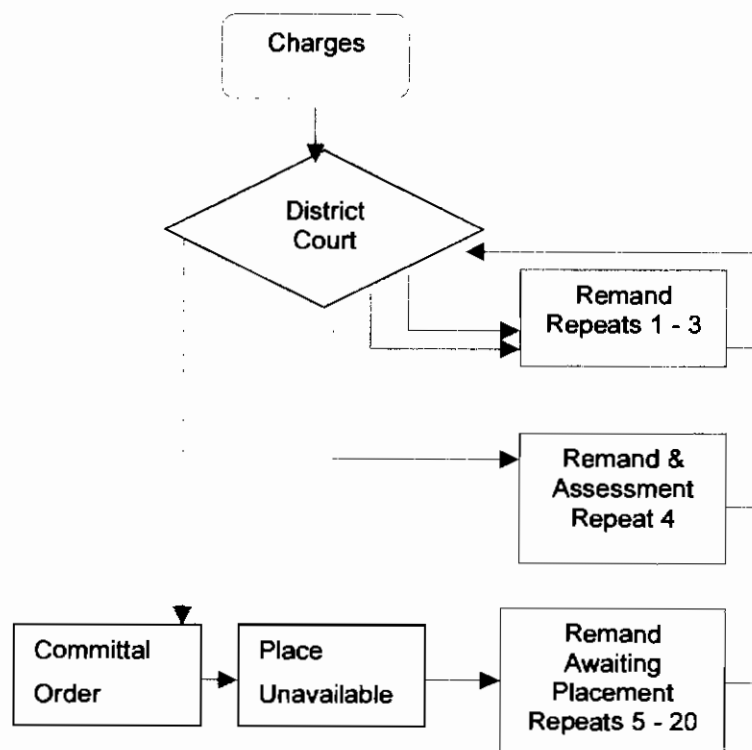 Charges
District
Court
Remand
Repeats 1 - 3
Remand &
Assessment
Repeat 4
Committal
Order
Place
Unavailable
Remand
Awaiting
Placement
Repeats 5 - 20